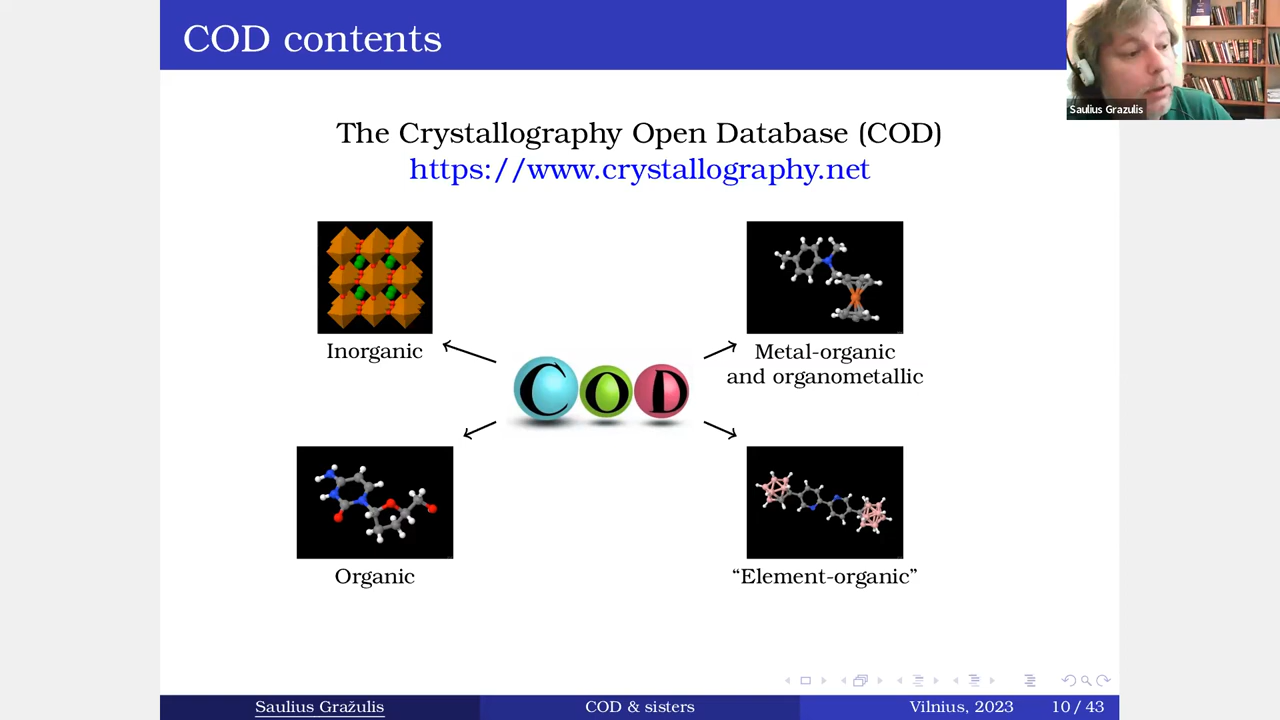 COD contents
Saulius Grazulis
The Crystallography Open Database (COD)
https://www.crystallography.net
Inorganic
Metal-organic
and organometallic
COD
Organic
“Element-organic”
Saulius Gražulis
COD & sisters
Vilnius, 2023
10 / 43